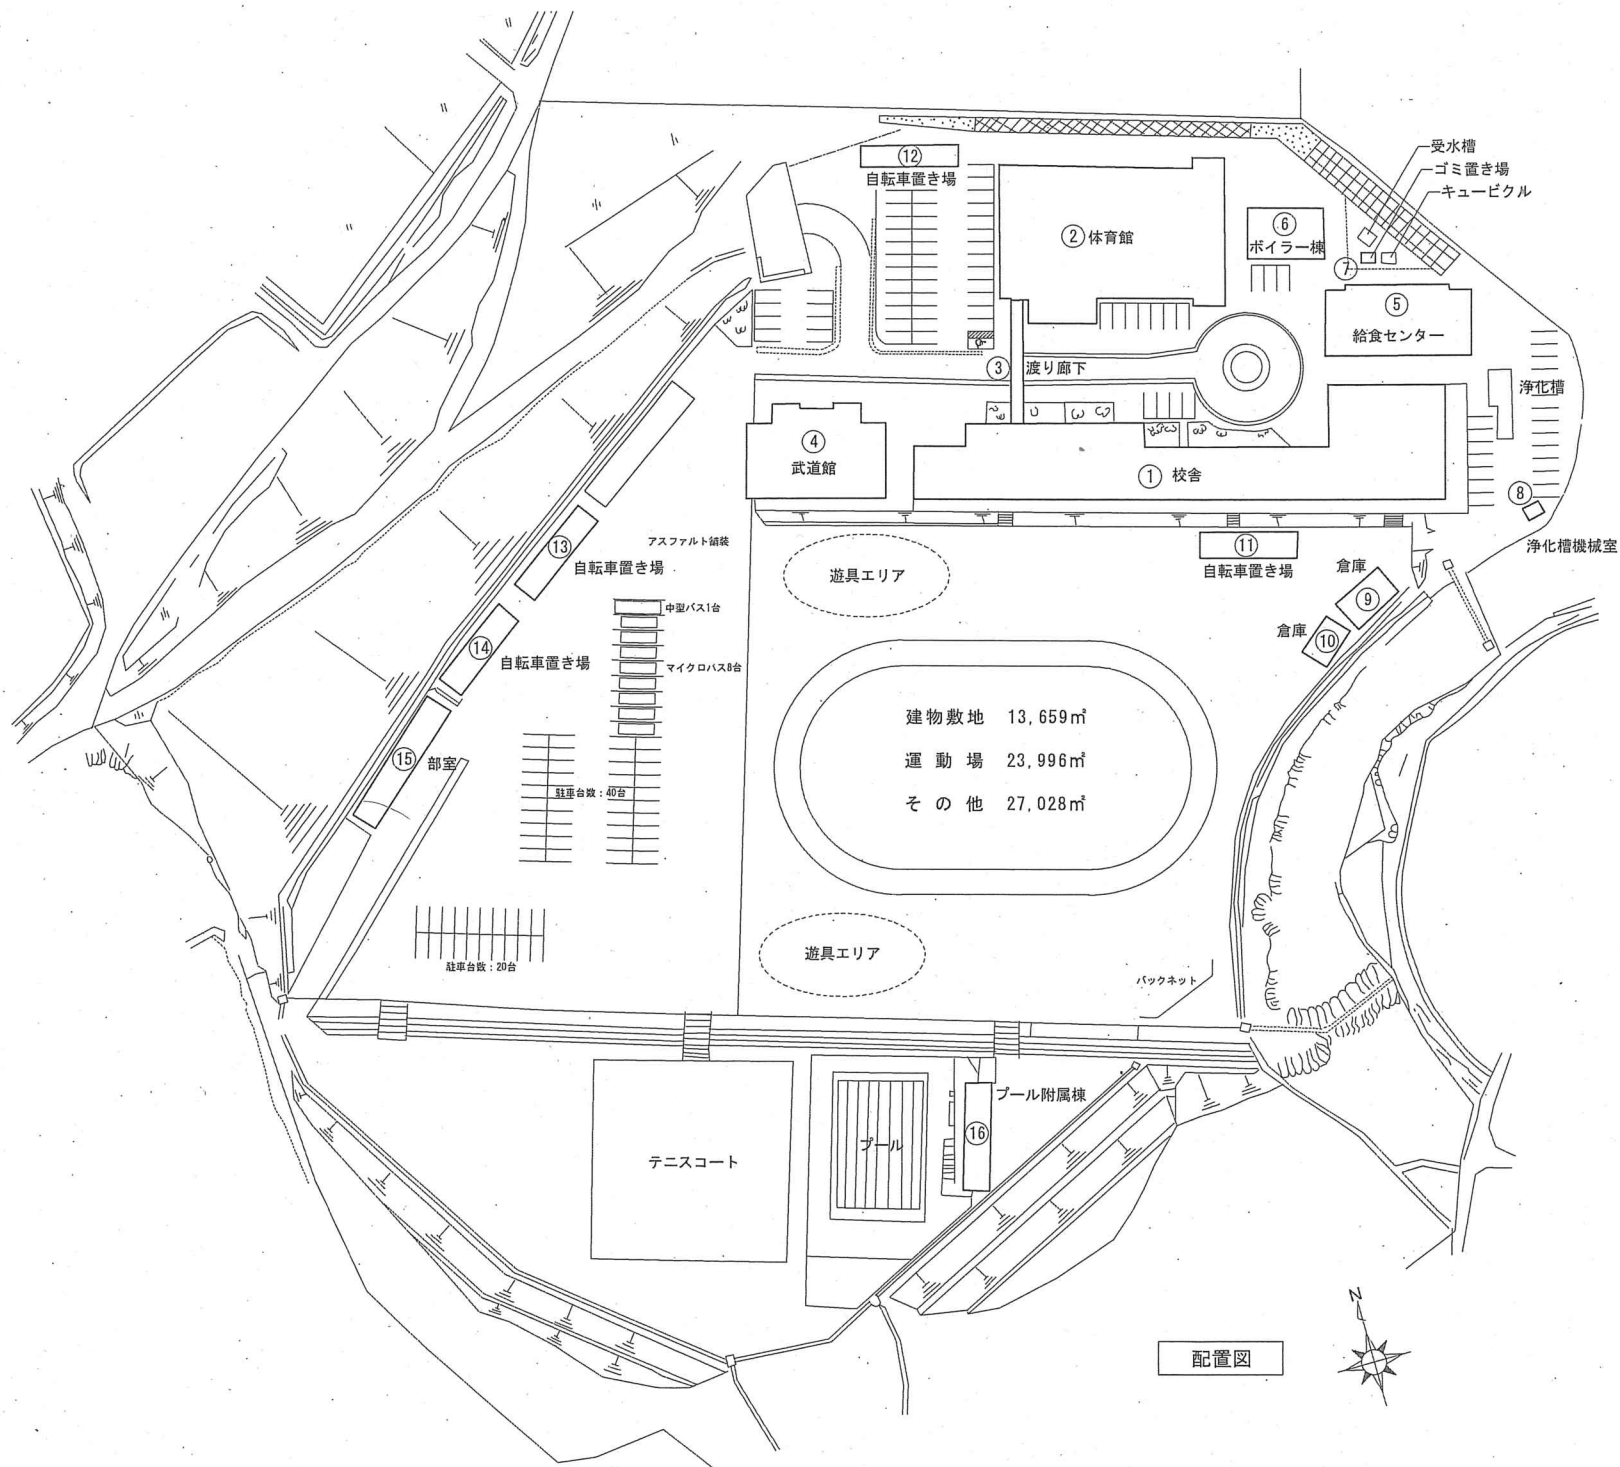 受水槽
ゴミ置き場
キュービクル
⑫
自転車置き場
② 体育館
⑥
ボイラー棟
⑦
⑤
給食センター
③ 渡り廊下
浄化槽
④
武道館
① 校舎
⑧
浄化槽機械室
アスファルト舗装
⑬
自転車置き場
遊具エリア
⑪
自転車置き場
倉庫
⑨
倉庫
⑩
中型バス1台
マイクロバス8台
⑭
自転車置き場
建物敷地 13,659㎡
運動場 23,996㎡
その他 27,028㎡
⑮ 部室
駐車台数：40台
駐車台数：20台
遊具エリア
バックネット
プール附属棟
⑯
プール
テニスコート
N
配置図